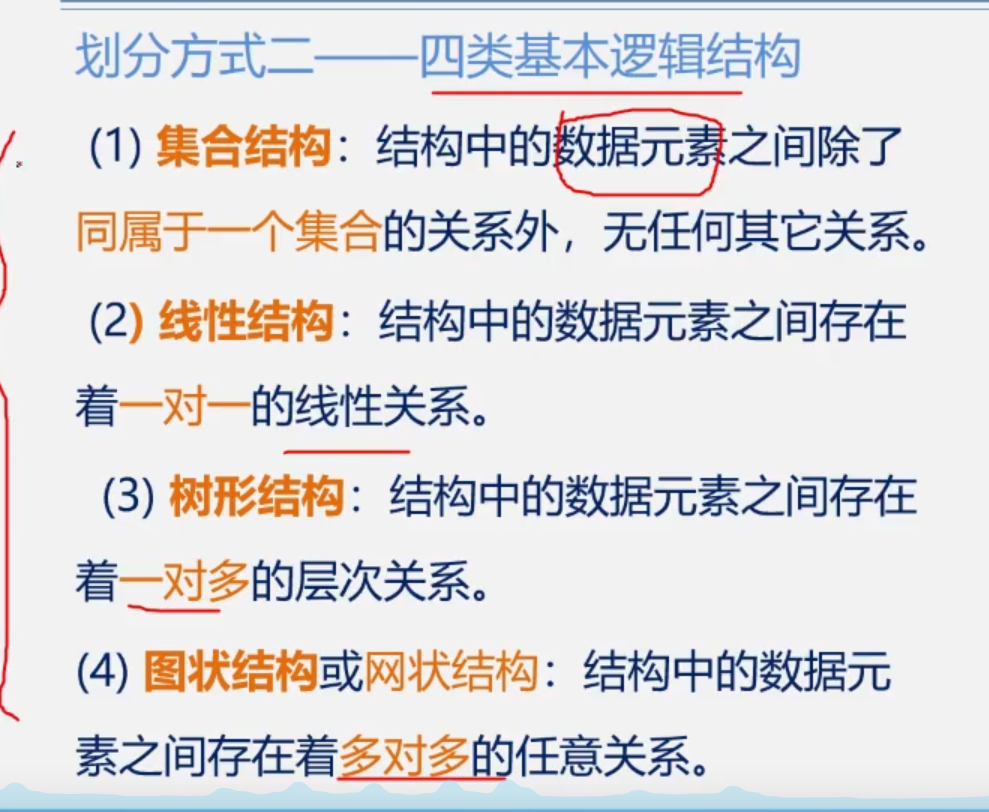 划分方式二——四类基本逻辑结构
(1) 集合结构：结构中的数据元素之间除了
同属于一个集合的关系外，无任何其它关系。
(2) 线性结构：结构中的数据元素之间存在
着一对一的线性关系。
(3) 树形结构：结构中的数据元素之间存在
着一对多的层次关系。
(4) 图状结构或网状结构：结构中的数据元
素之间存在着多对多的任意关系。